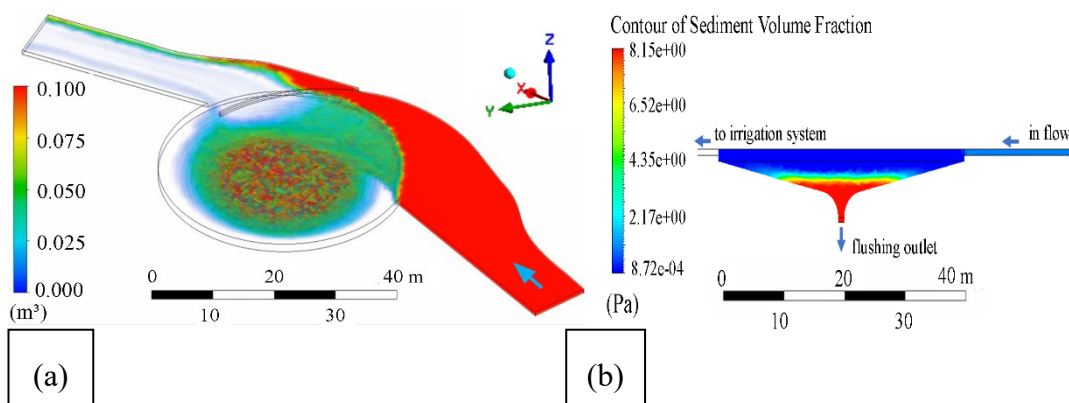 0.100
0.075
0.050
0.025
0.000
(m³)
Z
X
Y
0 20 40 m
10 30
(a)
Contour of Sediment Volume Fraction
8.15e+00
6.52e+00
4.35e+00
2.17e+00
8.72e-04
(Pa)
to irrigation system
in flow
flushing outlet
0 20 40 m
10 30
(b)